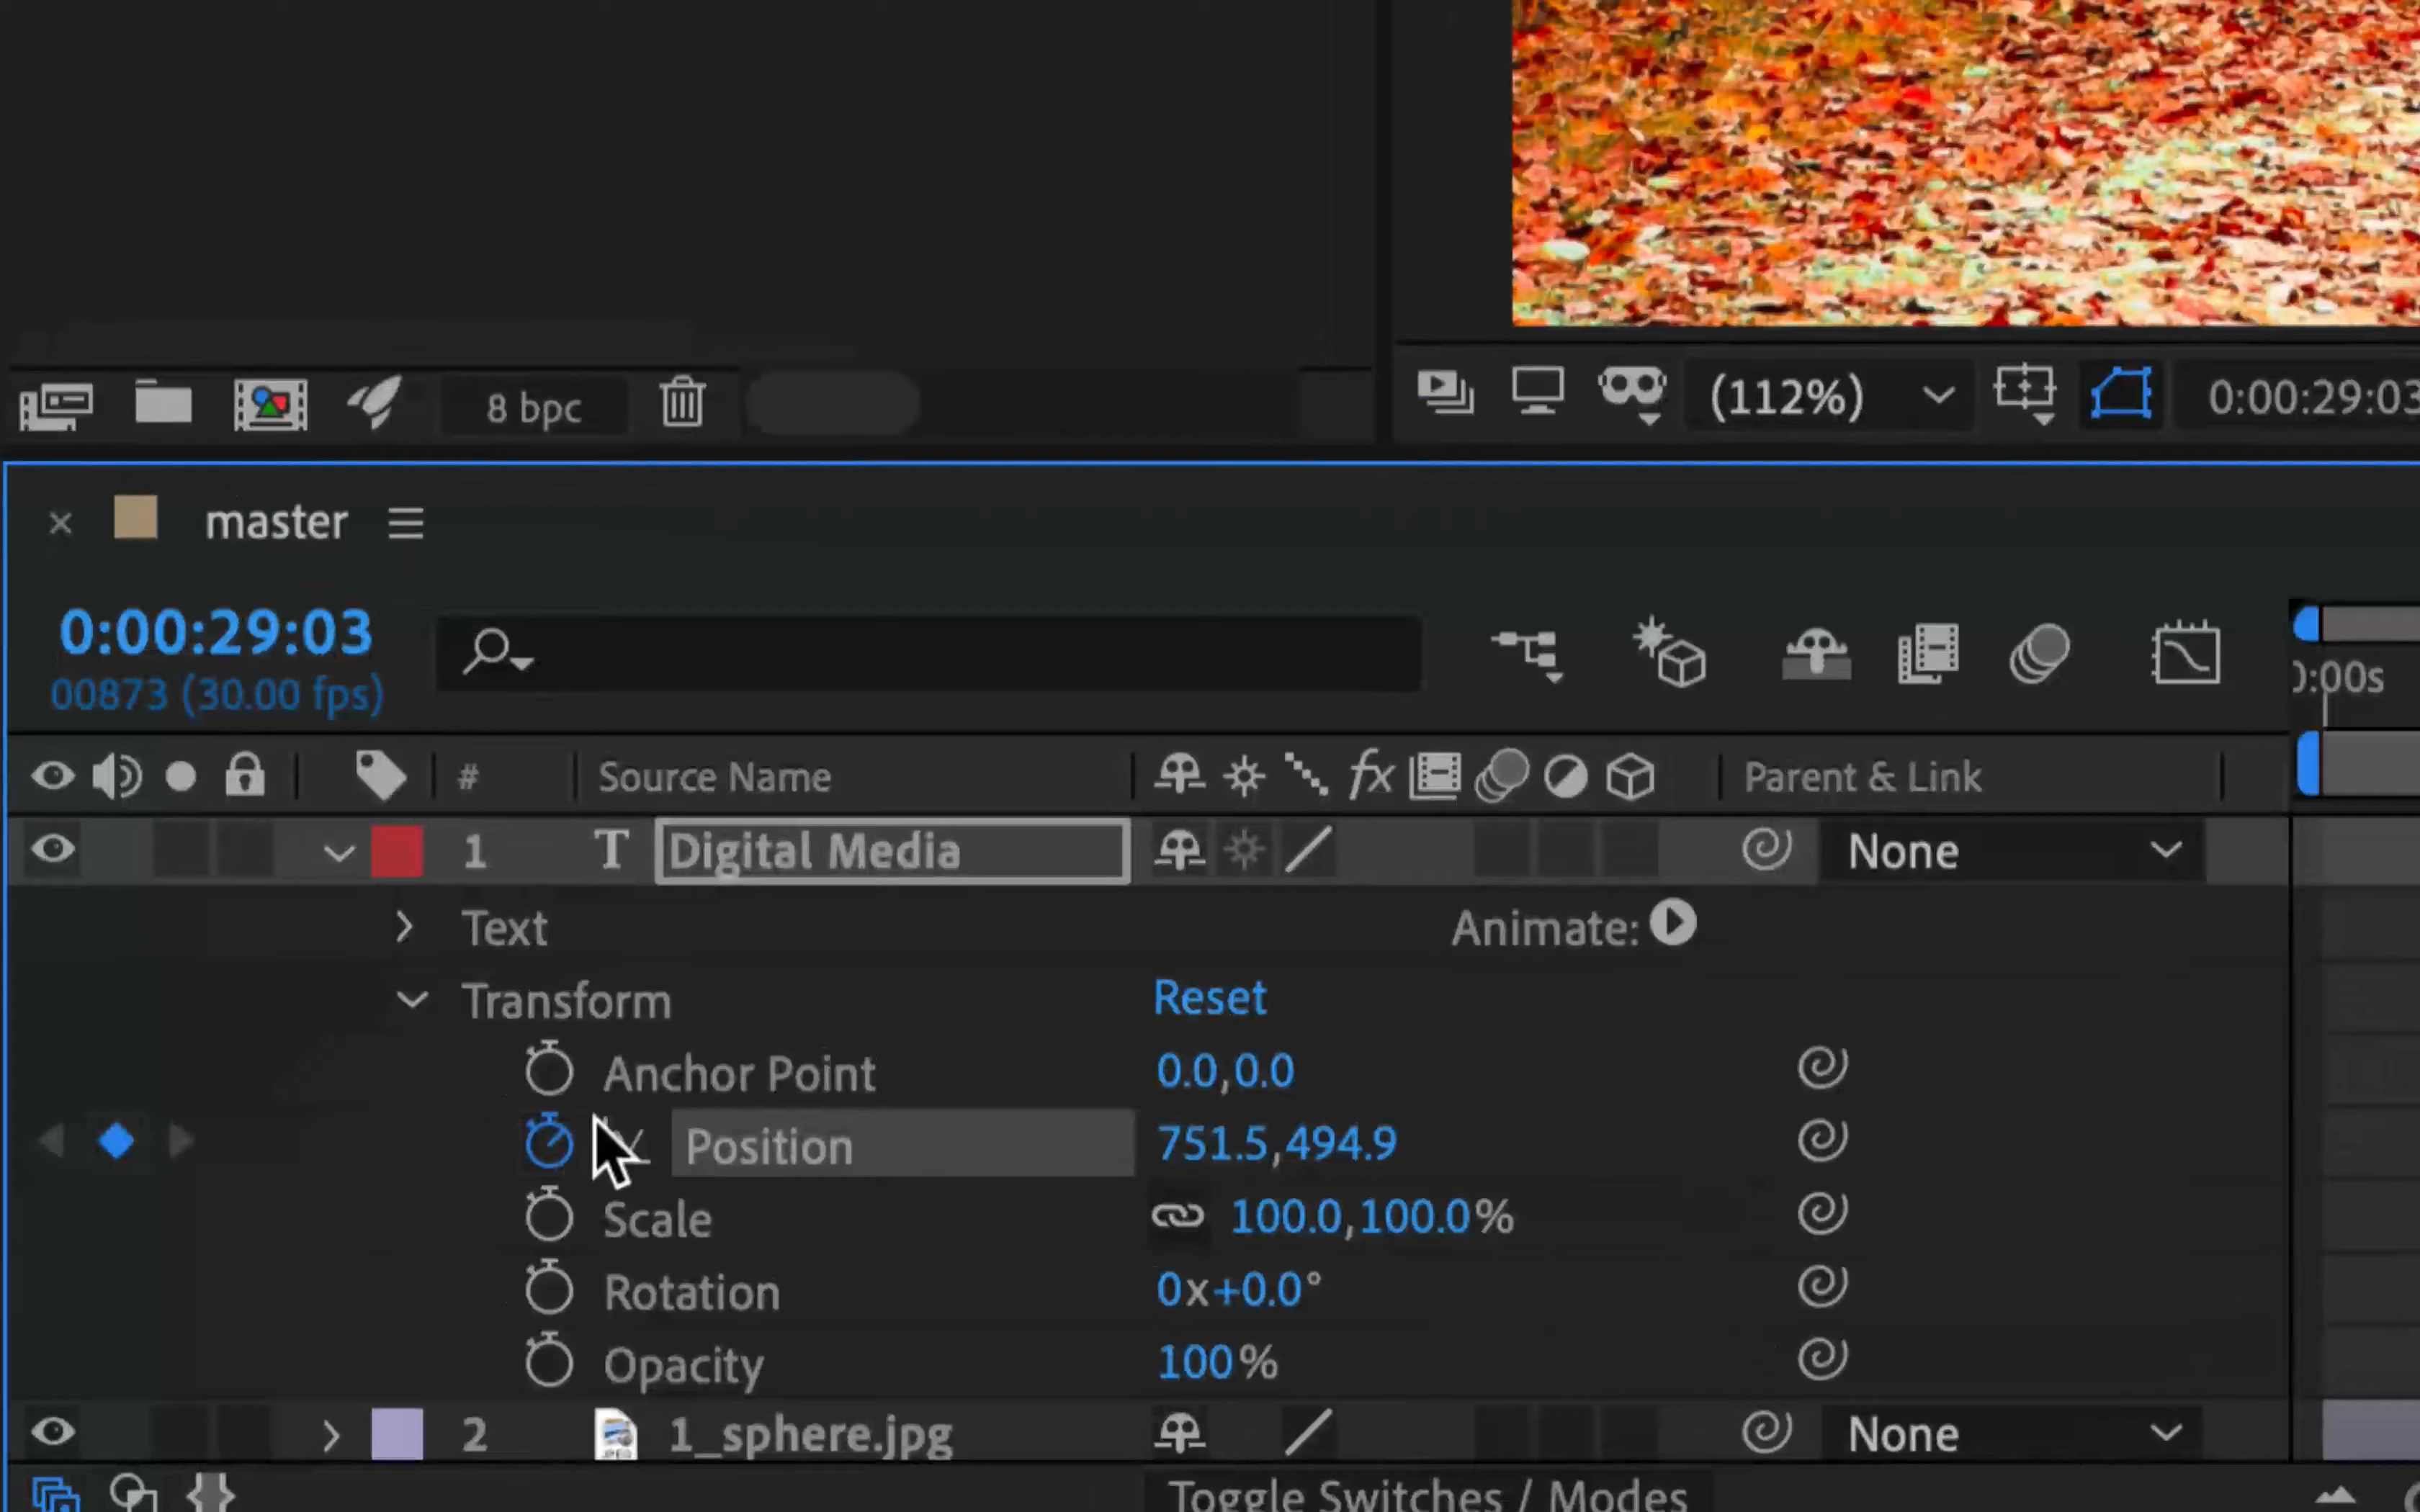 8 bpc
(112%)
0:00:29:03
master
0:00:29:03
00873 (30.00 fps)
):00s
# Source Name fx Parent & Link
1 T Digital Media None
Text Animate:
Transform Reset
Anchor Point 0.0,0.0
Position 751.5,494.9
Scale 100.0,100.0%
Rotation 0x+0.0°
Opacity 100%
2 1_sphere.jpg None
Toggle Switches / Modes